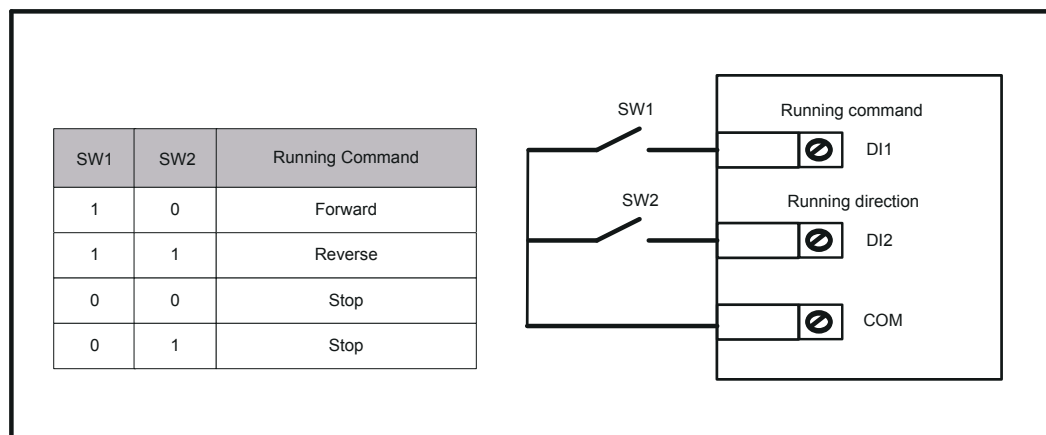 SW1 SW2 Running Command
1 0 Forward
1 1 Reverse
0 0 Stop
0 1 Stop
SW1
Running command
DI1
SW2
Running direction
DI2
COM